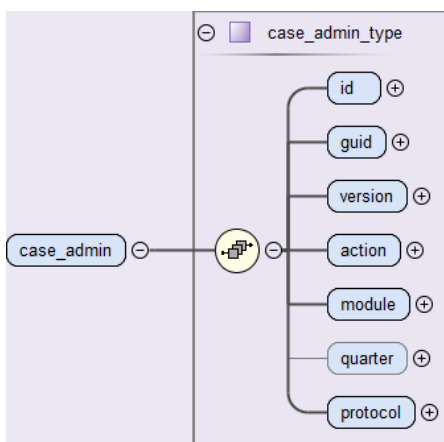 case_admin_type
id
guid
version
case_admin
action
module
quarter
protocol